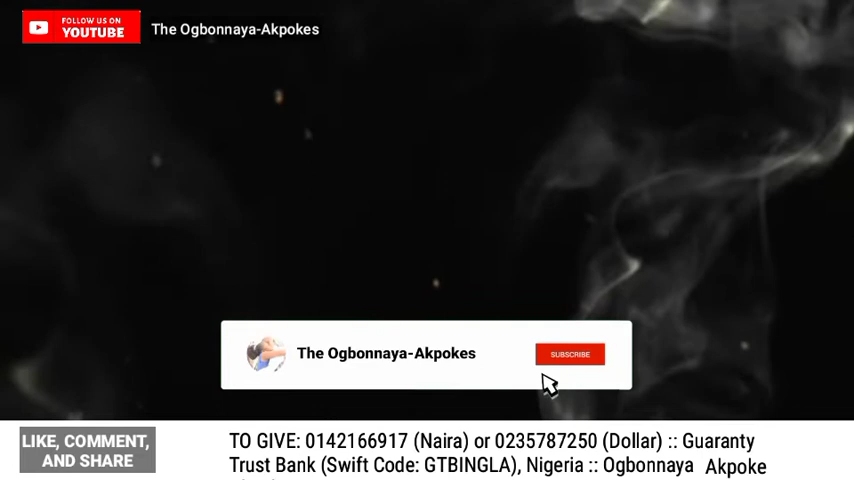 FOLLOW US ON
YOUTUBE
The Ogbonnaya-Akpokes
The Ogbonnaya-Akpokes
SUBSCRIBE
LIKE, COMMENT,
AND SHARE
TO GIVE: 0142166917 (Naira) or 0235787250 (Dollar) :: Guaranty
Trust Bank (Swift Code: GTBINGLA), Nigeria :: Ogbonnaya Akpoke